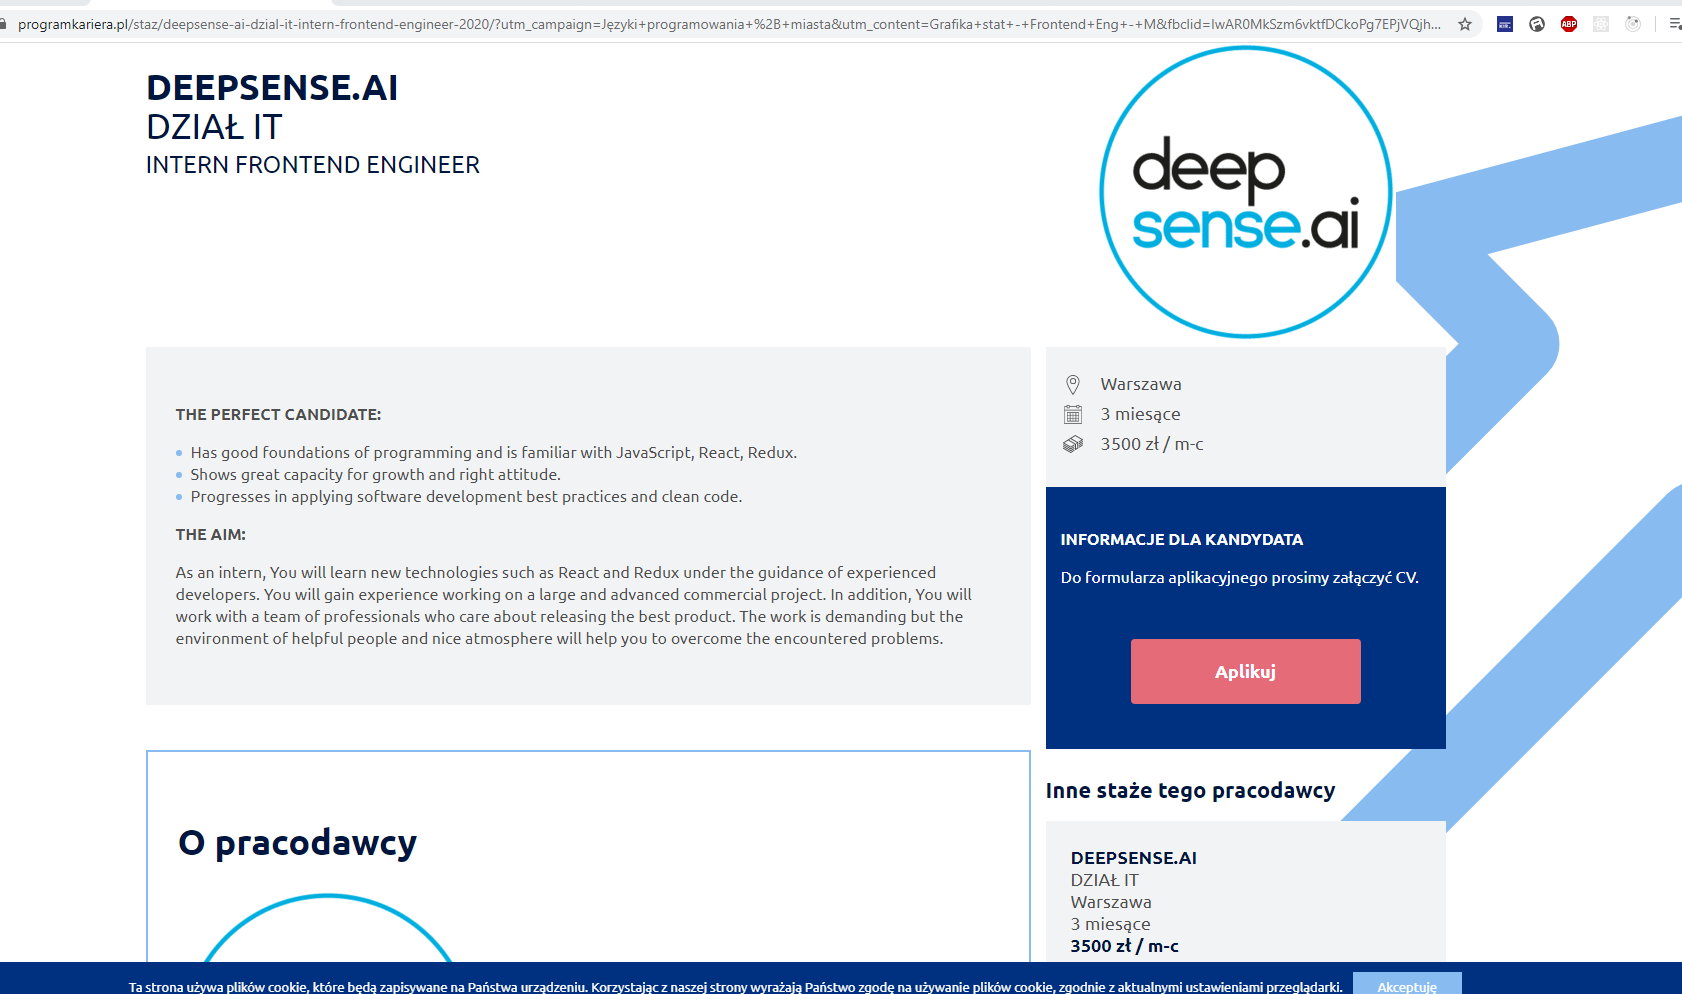 programkariera.pl/staz/deepsense-ai-dzial-it-intern-frontend-engineer-2020/?utm_campaign=Języki+programowania+%2B+miasta&utm_content=Grafika+stat+-+Frontend+Eng+-+M&fbclid=IwAR0MkSzm6vktfDCkoPg7EPjVQjh...
ABP
DEEPSENSE.AI
DZIAŁ IT
INTERN FRONTEND ENGINEER
deep
sense.ai
THE PERFECT CANDIDATE:
Has good foundations of programming and is familiar with JavaScript, React, Redux.
Shows great capacity for growth and right attitude.
Progresses in applying software development best practices and clean code.
THE AIM:
As an intern, You will learn new technologies such as React and Redux under the guidance of experienced
developers. You will gain experience working on a large and advanced commercial project. In addition, You will
work with a team of professionals who care about releasing the best product. The work is demanding but the
environment of helpful people and nice atmosphere will help you to overcome the encountered problems.
Warszawa
3 miesiące
3500 zł / m-c
INFORMACJE DLA KANDYDATA
Do formularza aplikacyjnego prosimy załączyć CV.
Aplikuj
O pracodawcy
Inne staże tego pracodawcy
DEEPSENSE.AI
DZIAŁ IT
Warszawa
3 miesiące
3500 zł / m-c
Ta strona używa plików cookie, które będą zapisywane na Państwa urządzeniu. Korzystając z naszej strony wyrażają Państwo zgodę na używanie plików cookie, zgodnie z aktualnymi ustawieniami przeglądarki.
Akceptuję